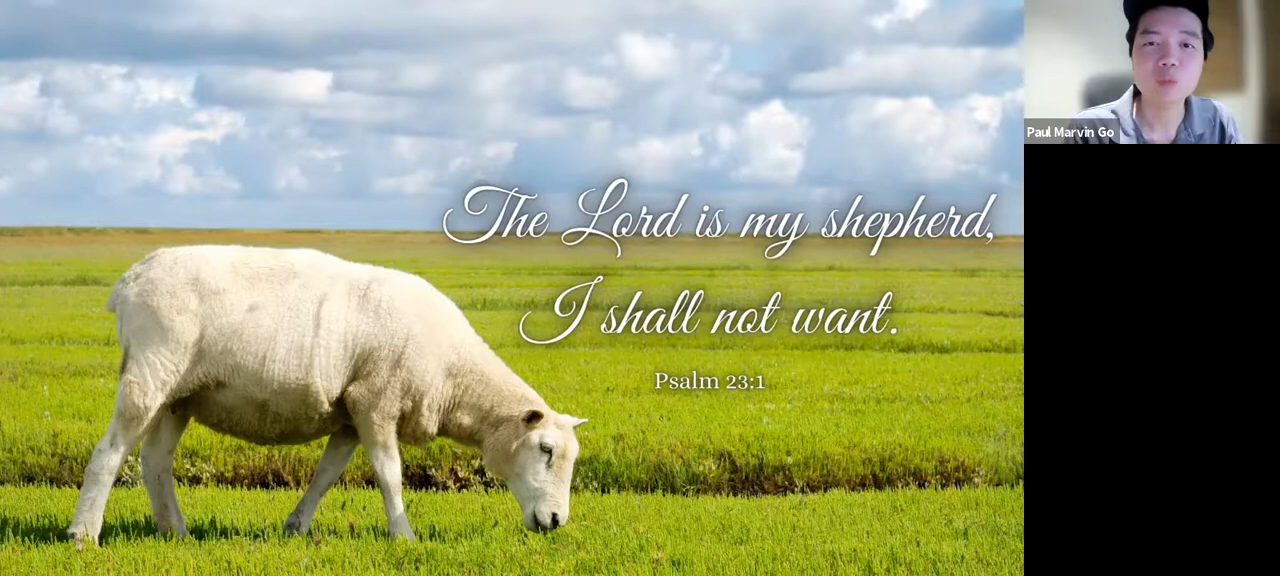 The Lord is my shepherd,
I shall not want.
Psalm 23:1
Paul Marvin Go